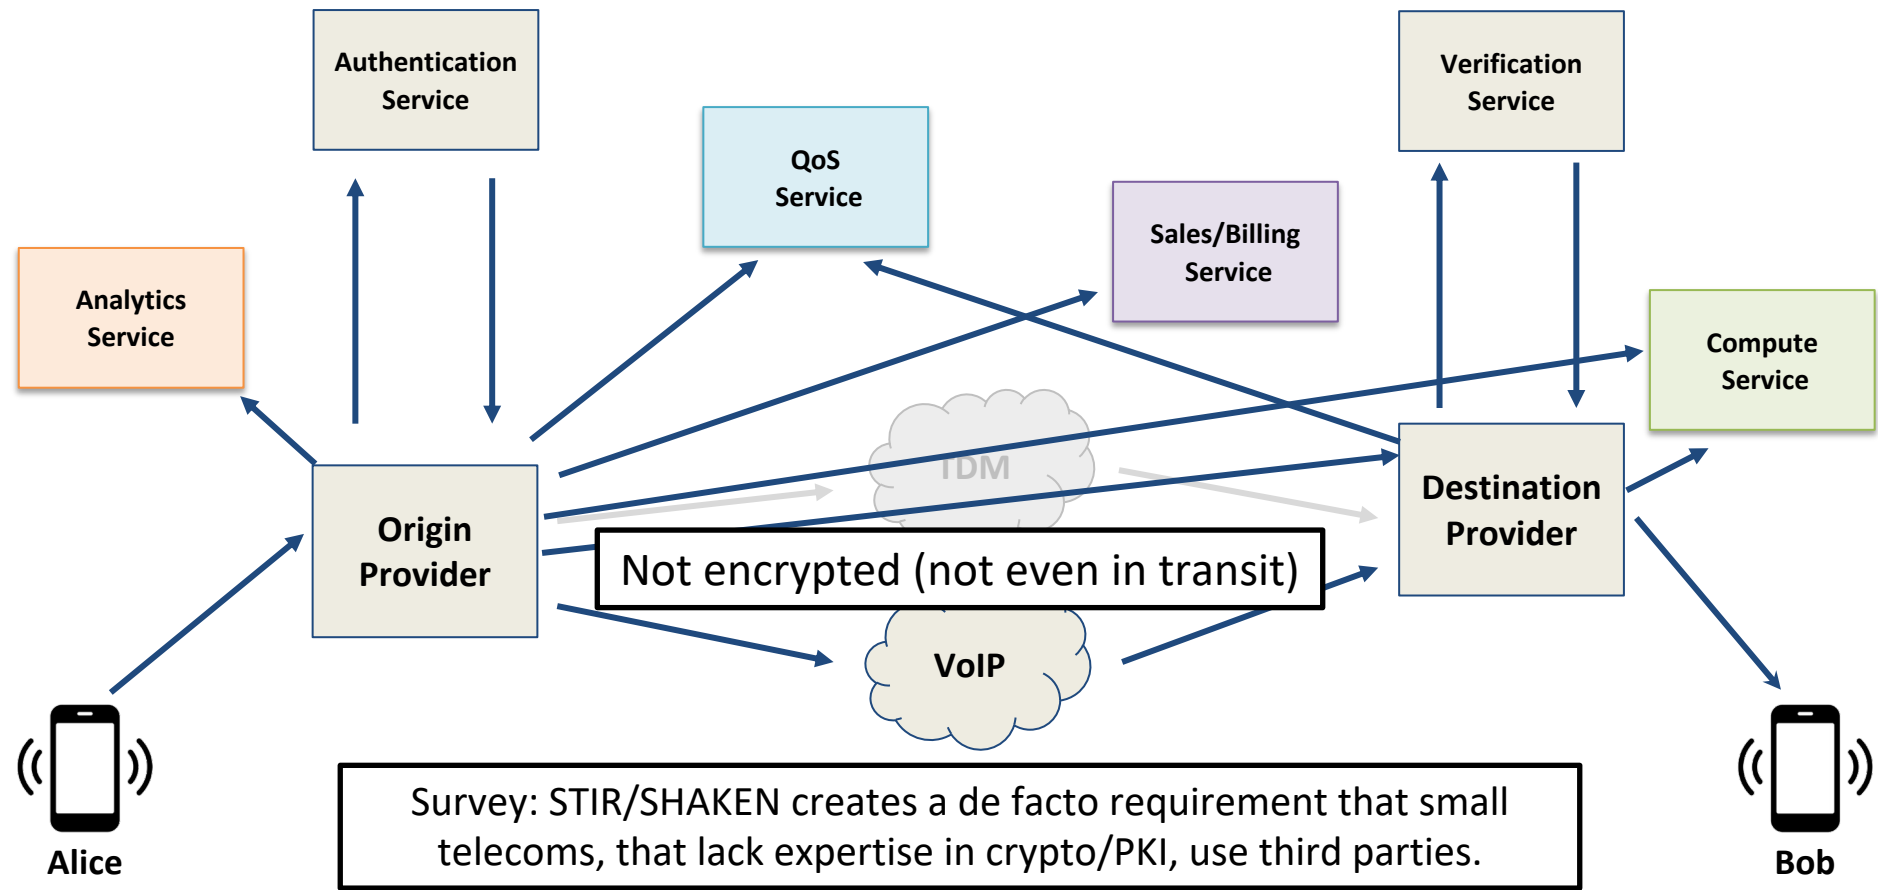 Authentication
Service
Verification
Service
QoS
Service
Sales/Billing
Service
Analytics
Service
Compute
Service
TDM
Origin
Provider
Destination
Provider
Not encrypted (not even in transit)
VoIP
Survey: STIR/SHAKEN creates a de facto requirement that small
telecoms, that lack expertise in crypto/PKI, use third parties.
Alice
Bob